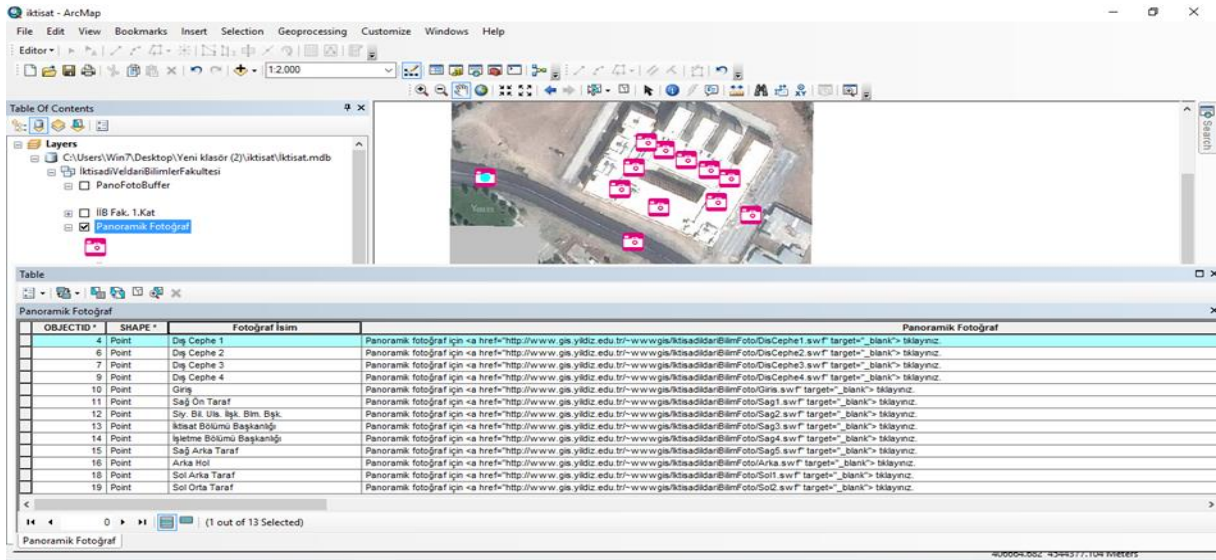 iktisat - ArcMap
File Edit View Bookmarks Insert Selection Geoprocessing Customize Windows Help
Editor
1:2,000
Table Of Contents
Layers
C:\Users\Win7\Desktop\Yeni klasör (2)\iktisat\İktisat.mdb
IktisadiVeIdariBilimlerFakultesi
PanoFotoBuffer
İİB Fak. 1.Kat
Panoramik Fotoğraf
Search
Table
Panoramik Fotoğraf
OBJECTID * SHAPE * Fotoğraf İsim Panoramik Fotoğraf
4 Point Dış Cephe 1 Panoramik fotoğraf için <a href="http://www.gis.yildiz.edu.tr/~wwwgis/IktisadiIdariBilimFoto/DisCephe1.swf" target="_blank"> tıklayınız.
6 Point Dış Cephe 2 Panoramik fotoğraf için <a href="http://www.gis.yildiz.edu.tr/~wwwgis/IktisadiIdariBilimFoto/DisCephe2.swf" target="_blank"> tıklayınız.
7 Point Dış Cephe 3 Panoramik fotoğraf için <a href="http://www.gis.yildiz.edu.tr/~wwwgis/IktisadiIdariBilimFoto/DisCephe3.swf" target="_blank"> tıklayınız.
9 Point Dış Cephe 4 Panoramik fotoğraf için <a href="http://www.gis.yildiz.edu.tr/~wwwgis/IktisadiIdariBilimFoto/DisCephe4.swf" target="_blank"> tıklayınız.
10 Point Giriş Panoramik fotoğraf için <a href="http://www.gis.yildiz.edu.tr/~wwwgis/IktisadiIdariBilimFoto/Giris.swf" target="_blank"> tıklayınız.
11 Point Sağ Ön Taraf Panoramik fotoğraf için <a href="http://www.gis.yildiz.edu.tr/~wwwgis/IktisadiIdariBilimFoto/Sag1.swf" target="_blank"> tıklayınız.
12 Point Siy. Bil. Uls. İlşk. Blm. Bşk. Panoramik fotoğraf için <a href="http://www.gis.yildiz.edu.tr/~wwwgis/IktisadiIdariBilimFoto/Sag2.swf" target="_blank"> tıklayınız.
13 Point İktisat Bölümü Başkanlığı Panoramik fotoğraf için <a href="http://www.gis.yildiz.edu.tr/~wwwgis/IktisadiIdariBilimFoto/Sag3.swf" target="_blank"> tıklayınız.
14 Point İşletme Bölümü Başkanlığı Panoramik fotoğraf için <a href="http://www.gis.yildiz.edu.tr/~wwwgis/IktisadiIdariBilimFoto/Sag4.swf" target="_blank"> tıklayınız.
15 Point Sağ Arka Taraf Panoramik fotoğraf için <a href="http://www.gis.yildiz.edu.tr/~wwwgis/IktisadiIdariBilimFoto/Sag5.swf" target="_blank"> tıklayınız.
16 Point Arka Hol Panoramik fotoğraf için <a href="http://www.gis.yildiz.edu.tr/~wwwgis/IktisadiIdariBilimFoto/Arka.swf" target="_blank"> tıklayınız.
18 Point Sol Arka Taraf Panoramik fotoğraf için <a href="http://www.gis.yildiz.edu.tr/~wwwgis/IktisadiIdariBilimFoto/Sol1.swf" target="_blank"> tıklayınız.
19 Point Sol Orta Taraf Panoramik fotoğraf için <a href="http://www.gis.yildiz.edu.tr/~wwwgis/IktisadiIdariBilimFoto/Sol2.swf" target="_blank"> tıklayınız.
0 (1 out of 13 Selected)
Panoramik Fotoğraf
406664.682 4544377.104 Meters